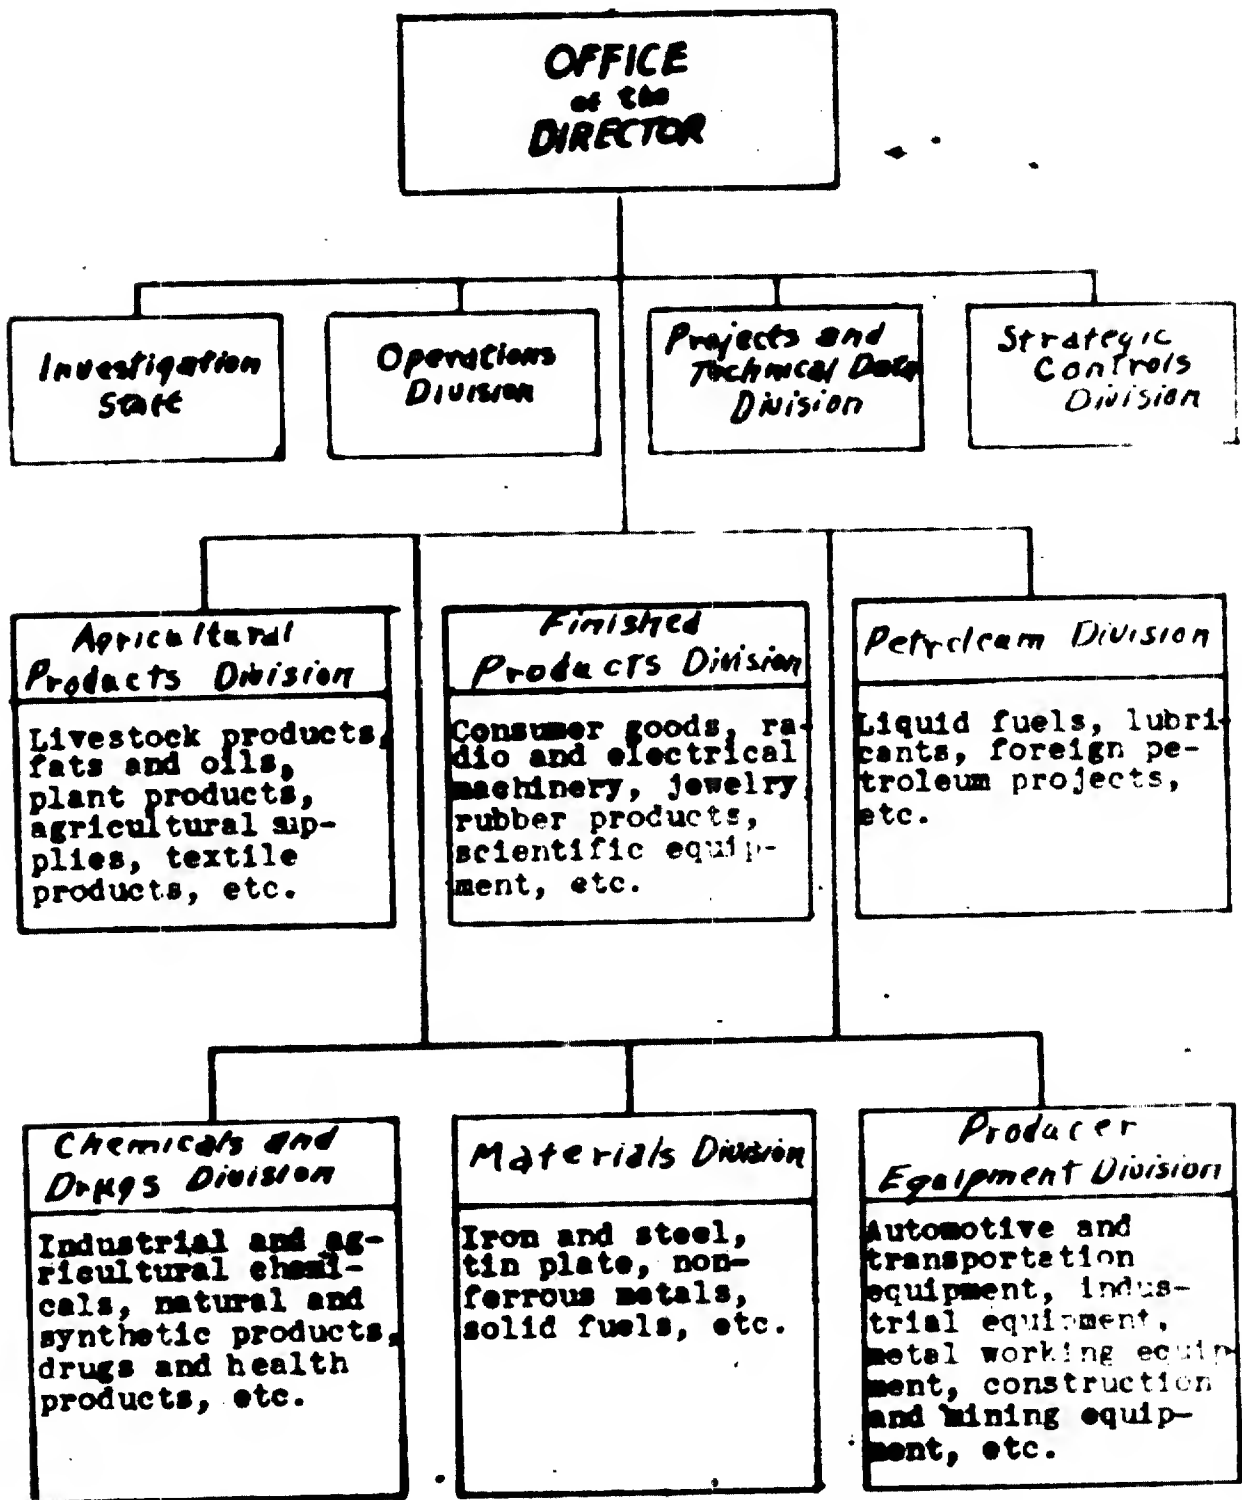 OFFICE
of the
DIRECTOR
Investigation
Staff
Operations
Division
Projects and
Technical Data
Division
Strategic
Controls
Division
Agricultural
Products Division
Livestock products,
fats and oils,
plant products,
agricultural sup-
plies, textile
products, etc.
Finished
Products Division
Consumer goods, ra-
dio and electrical
machinery, jewelry,
rubber products,
scientific equip-
ment, etc.
Petroleum Division
Liquid fuels, lubri-
cants, foreign pe-
troleum projects,
etc.
Chemicals and
Drugs Division
Industrial and ag-
ricultural chemi-
cals, natural and
synthetic products,
drugs and health
products, etc.
Materials Division
Iron and steel,
tin plate, non-
ferrous metals,
solid fuels, etc.
Producer
Equipment Division
Automotive and
transportation
equipment, indus-
trial equipment,
metal working equip-
ment, construction
and mining equip-
ment, etc.